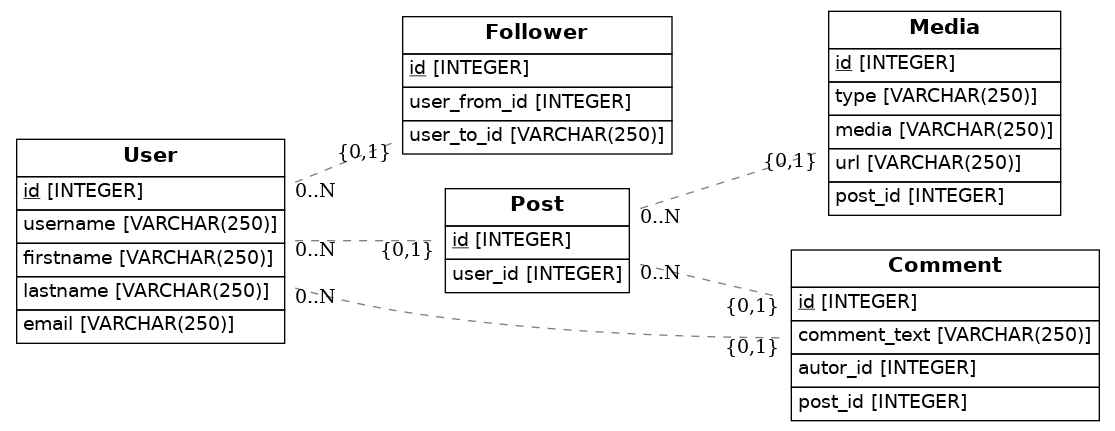 User
id [INTEGER]
username [VARCHAR(250)]
firstname [VARCHAR(250)]
lastname [VARCHAR(250)]
email [VARCHAR(250)]
Follower
id [INTEGER]
user_from_id [INTEGER]
user_to_id [VARCHAR(250)]
Post
id [INTEGER]
user_id [INTEGER]
Media
id [INTEGER]
type [VARCHAR(250)]
media [VARCHAR(250)]
url [VARCHAR(250)]
post_id [INTEGER]
Comment
id [INTEGER]
comment_text [VARCHAR(250)]
autor_id [INTEGER]
post_id [INTEGER]
{0,1}
0..N
{0,1}
0..N
0..N
{0,1}
{0,1}
0..N
0..N
{0,1}